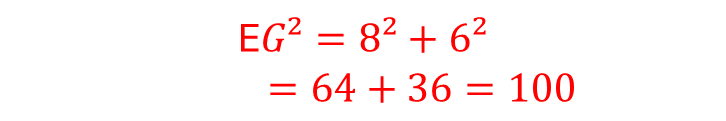 EG² = 8² + 6²
= 64 + 36 = 100